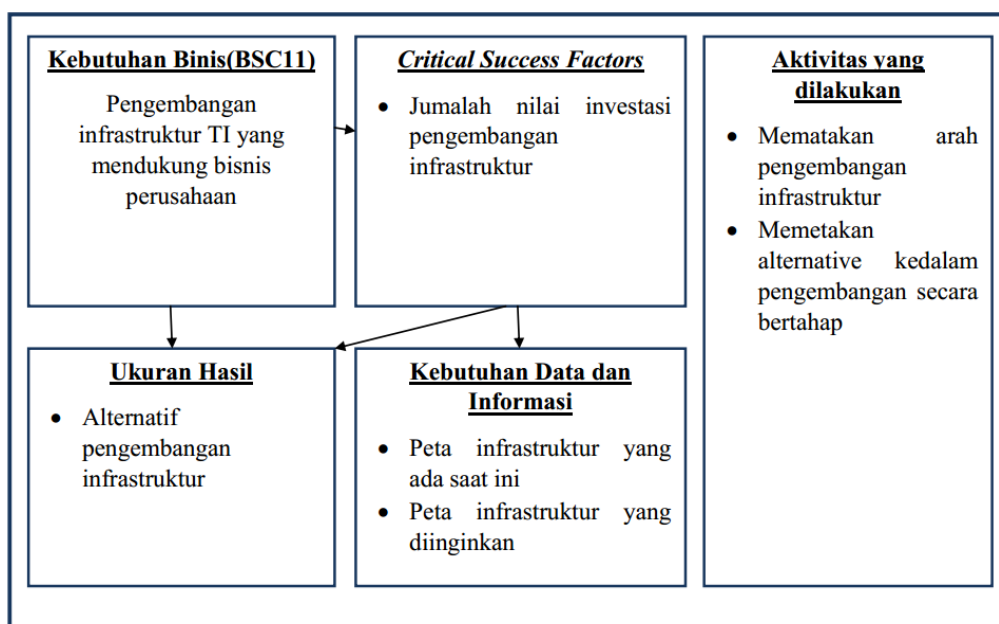 Kebutuhan Binis(BSC11)
Pengembangan
infrastruktur TI yang
mendukung bisnis
perusahaan
Critical Success Factors
• Jumalah nilai investasi
pengembangan
infrastruktur
Aktivitas yang
dilakukan
• Mematakan arah
pengembangan
infrastruktur
• Memetakan
alternative kedalam
pengembangan secara
bertahap
Ukuran Hasil
• Alternatif
pengembangan
infrastruktur
Kebutuhan Data dan
Informasi
• Peta infrastruktur yang
ada saat ini
• Peta infrastruktur yang
diinginkan